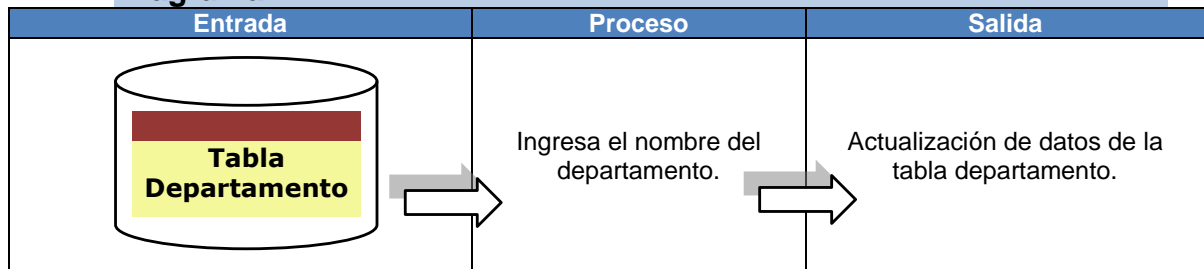 Entrada
Proceso
Salida
Tabla
Departamento
Ingresa el nombre del
departamento.
Actualización de datos de la
tabla departamento.